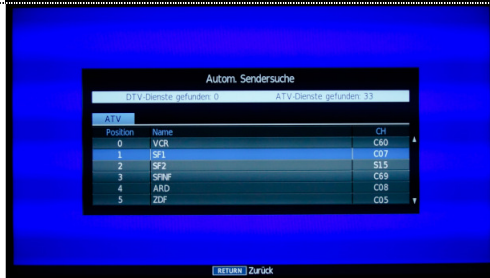 Autom. Sendersuche
DTV-Dienste gefunden: 0 ATV-Dienste gefunden: 33
ATV
Position Name CH
0 VCR C60
1 SF1 C07
2 SF2 S15
3 SFINF C69
4 ARD C08
5 ZDF C05
RETURN Zurück